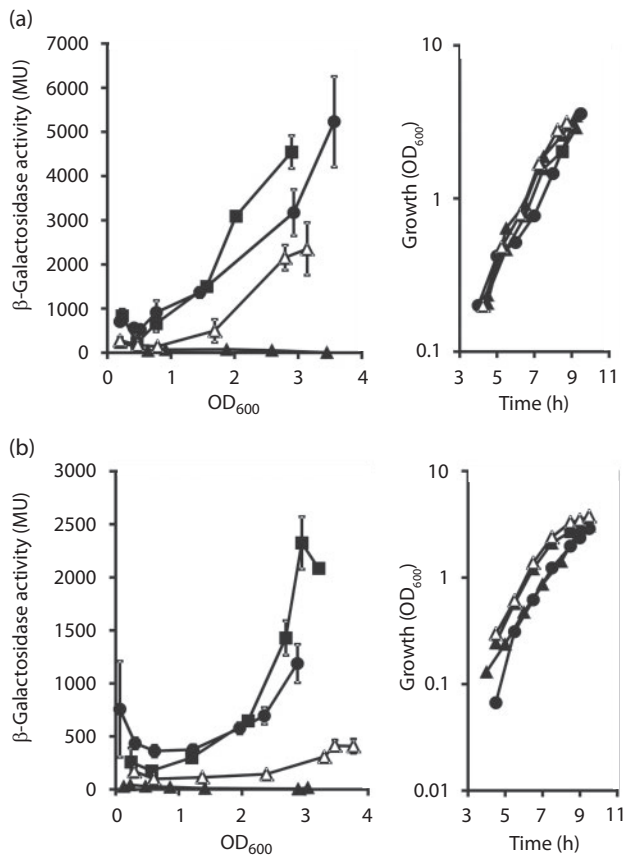 (a)
β-Galactosidase activity (MU)
7000
6000
5000
4000
3000
2000
1000
0
0 1 2 3 4
OD600
Growth (OD600)
10
1
0.1
3 5 7 9 11
Time (h)
(b)
β-Galactosidase activity (MU)
3000
2500
2000
1500
1000
500
0
0 1 2 3 4
OD600
Growth (OD600)
10
1
0.1
0.01
3 5 7 9 11
Time (h)